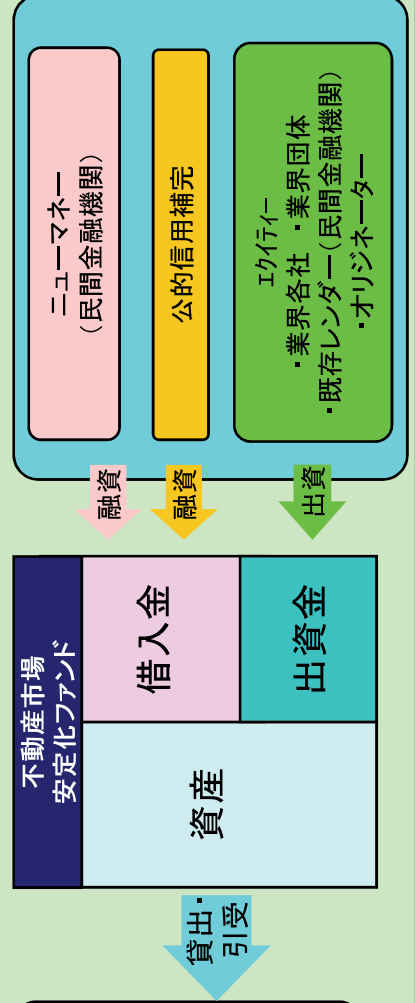 貸出・
引受
不動産市場
安定化ファンド
資産
借入金
出資金
融資
融資
出資
ニューマネー
(民間金融機関)
公的信用補完
エクイティー
・業界各社 ・業界団体
・既存レンダー(民間金融機関)
・オリジネーター